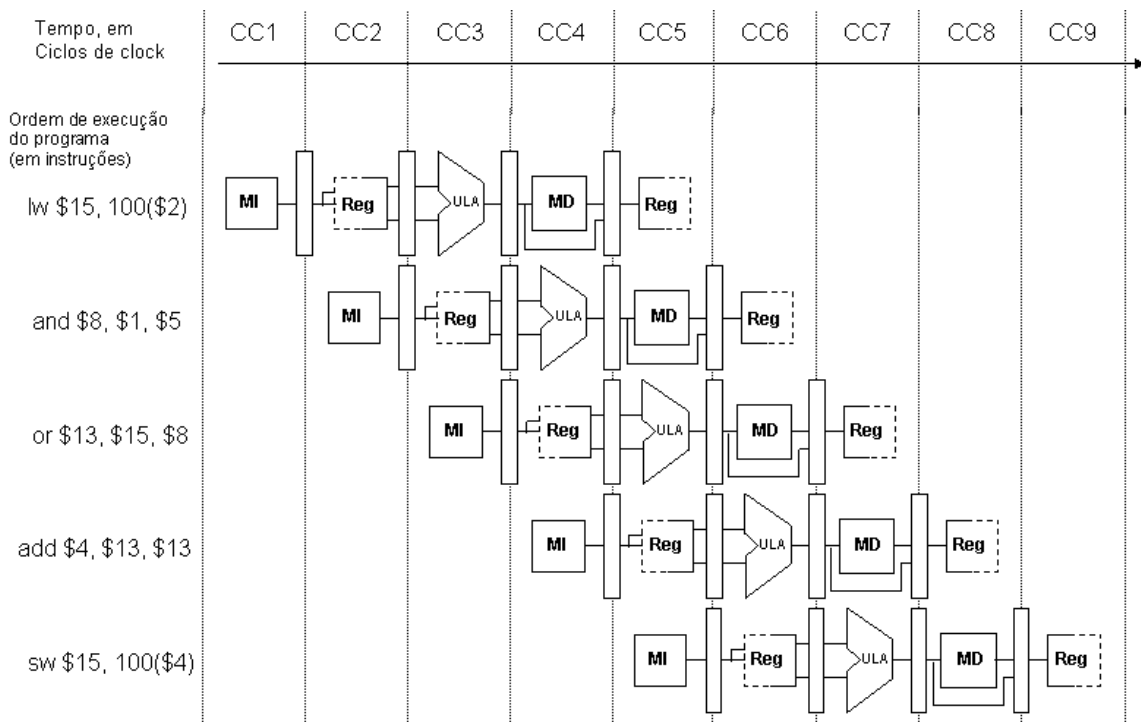 Tempo, em
Ciclos de clock
CC1 CC2 CC3 CC4 CC5 CC6 CC7 CC8 CC9
Ordem de execução
do programa
(em instruções)
lw $15, 100($2)
MI Reg ULA MD Reg
and $8, $1, $5
MI Reg ULA MD Reg
or $13, $15, $8
MI Reg ULA MD Reg
add $4, $13, $13
MI Reg ULA MD Reg
sw $15, 100($4)
MI Reg ULA MD Reg